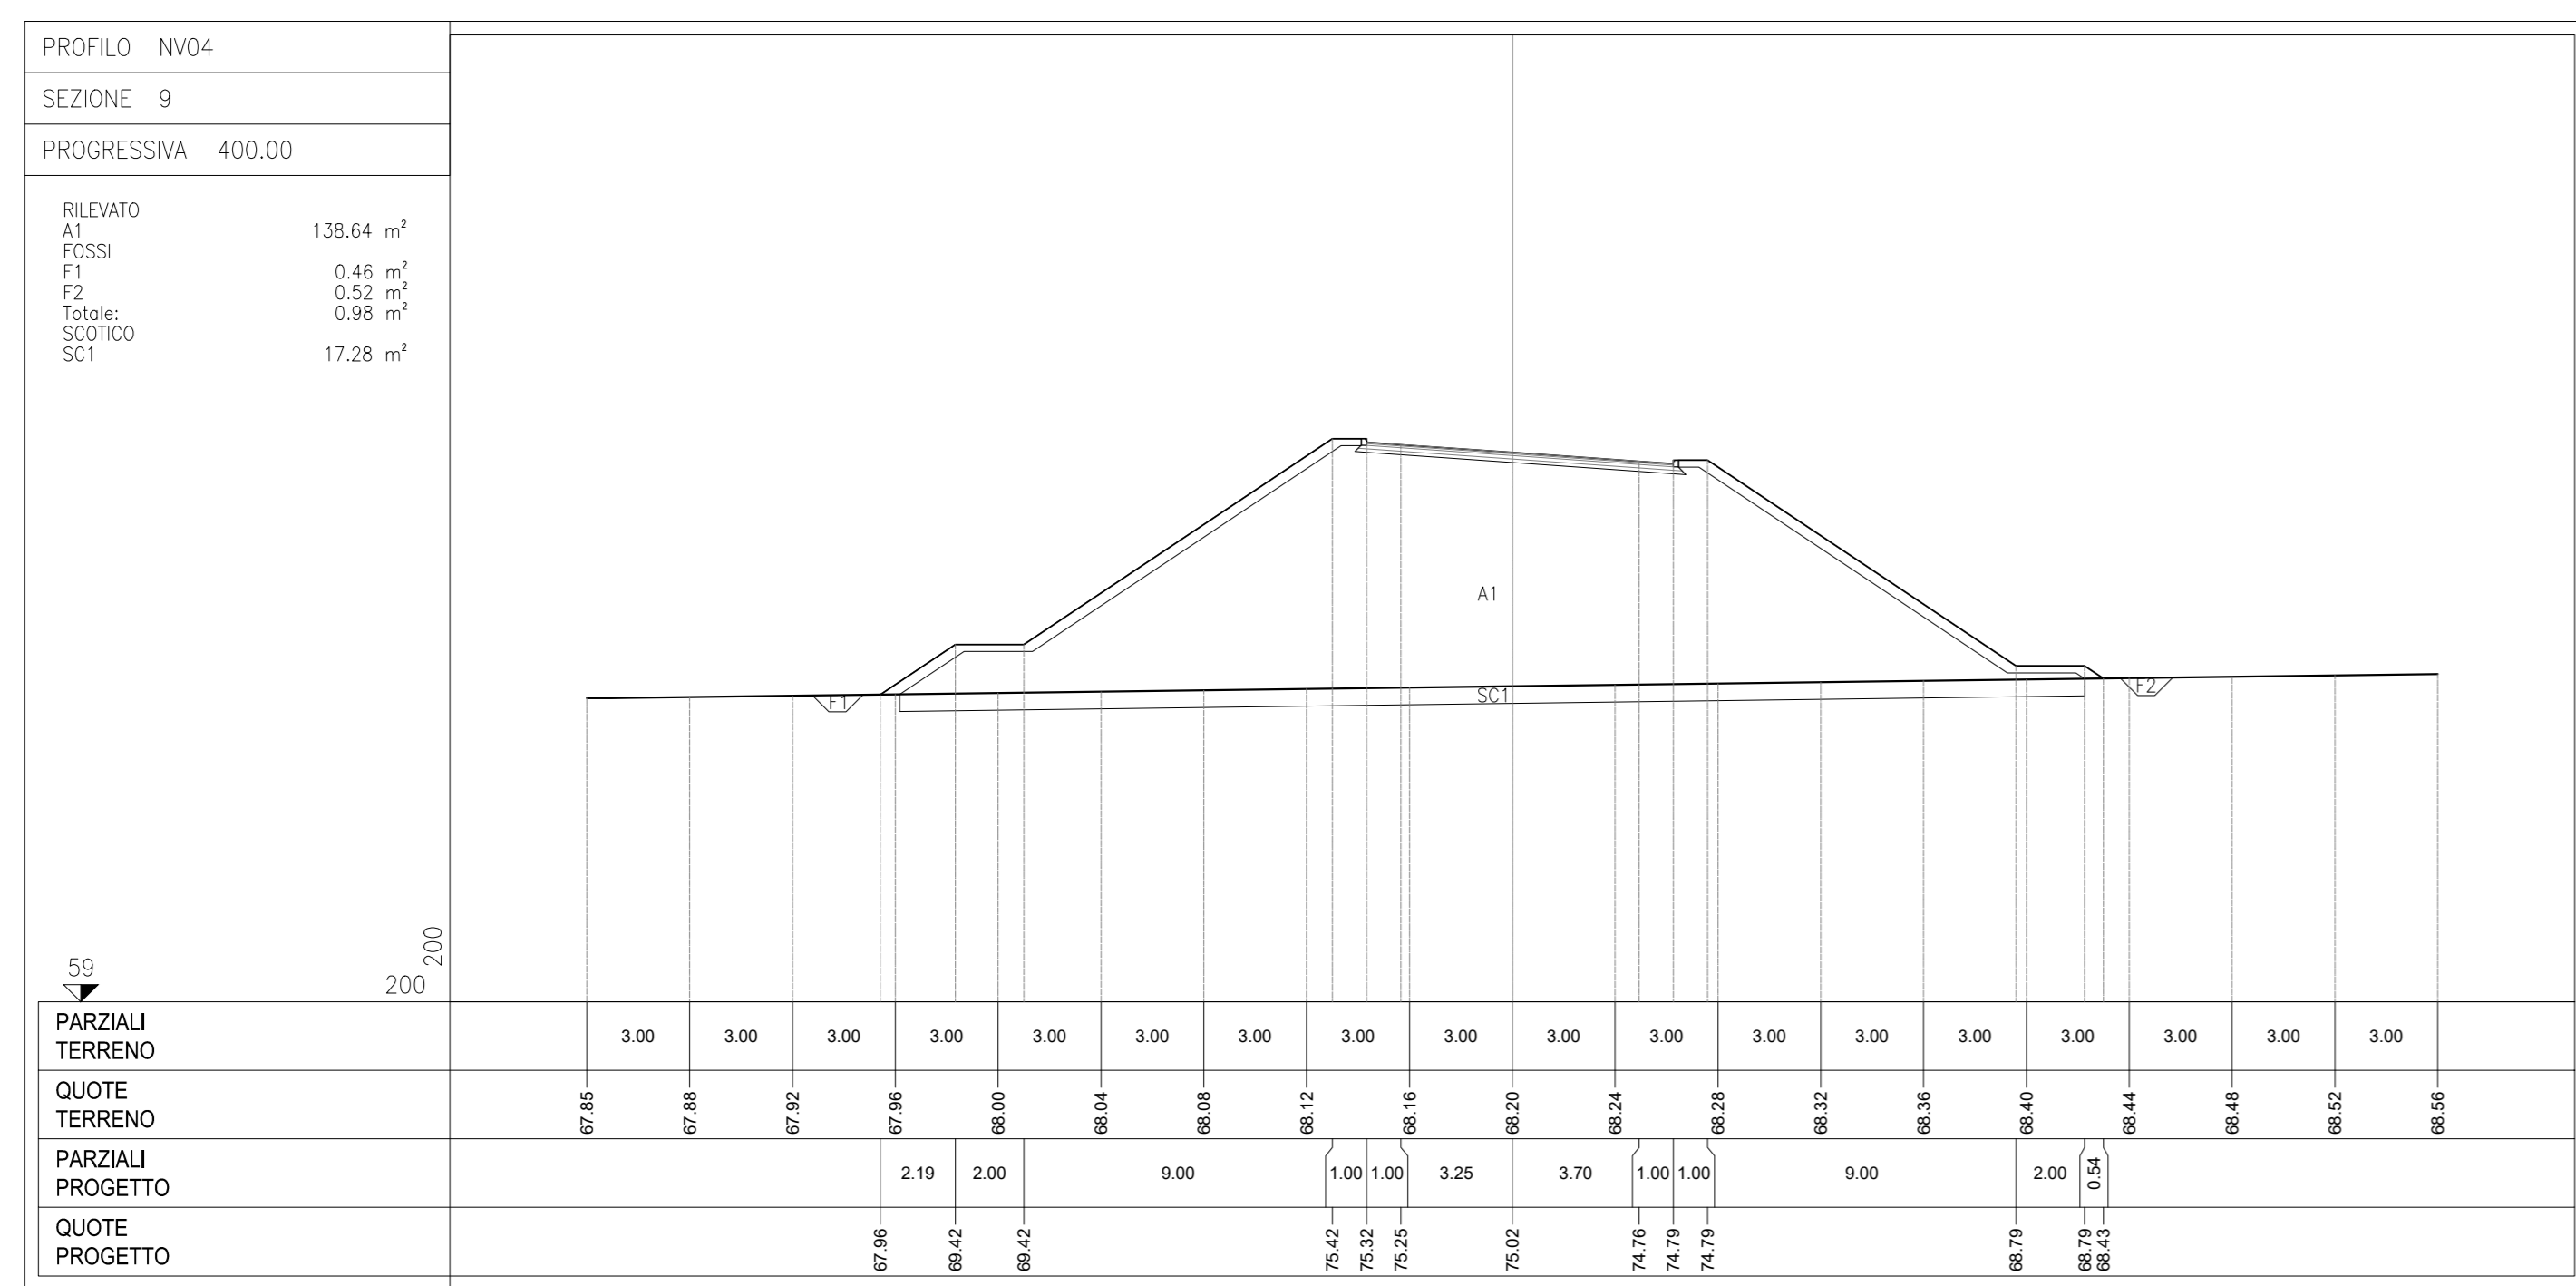 PROFILO NV04
SEZIONE 9
PROGRESSIVA 400.00
RILEVATO
A1 138.64 m²
FOSSI
F1 0.46 m²
F2 0.52 m²
Totale: 0.98 m²
SCOTICO
SC1 17.28 m²
A1
SC1
F1
F2
59
200
200
PARZIALI
TERRENO
3.00 3.00 3.00 3.00 3.00 3.00 3.00 3.00 3.00 3.00 3.00 3.00 3.00 3.00 3.00 3.00 3.00 3.00
QUOTE
TERRENO
67.85 67.88 67.92 67.96 68.00 68.04 68.08 68.12 68.16 68.20 68.24 68.28 68.32 68.36 68.40 68.44 68.48 68.52 68.56
PARZIALI
PROGETTO
2.19 2.00 9.00 1.00 1.00 3.25 3.70 1.00 1.00 9.00 2.00 0.54
QUOTE
PROGETTO
67.96 69.42 69.42 75.42 75.32 75.25 75.02 74.76 74.79 74.79 68.79 68.79 68.43